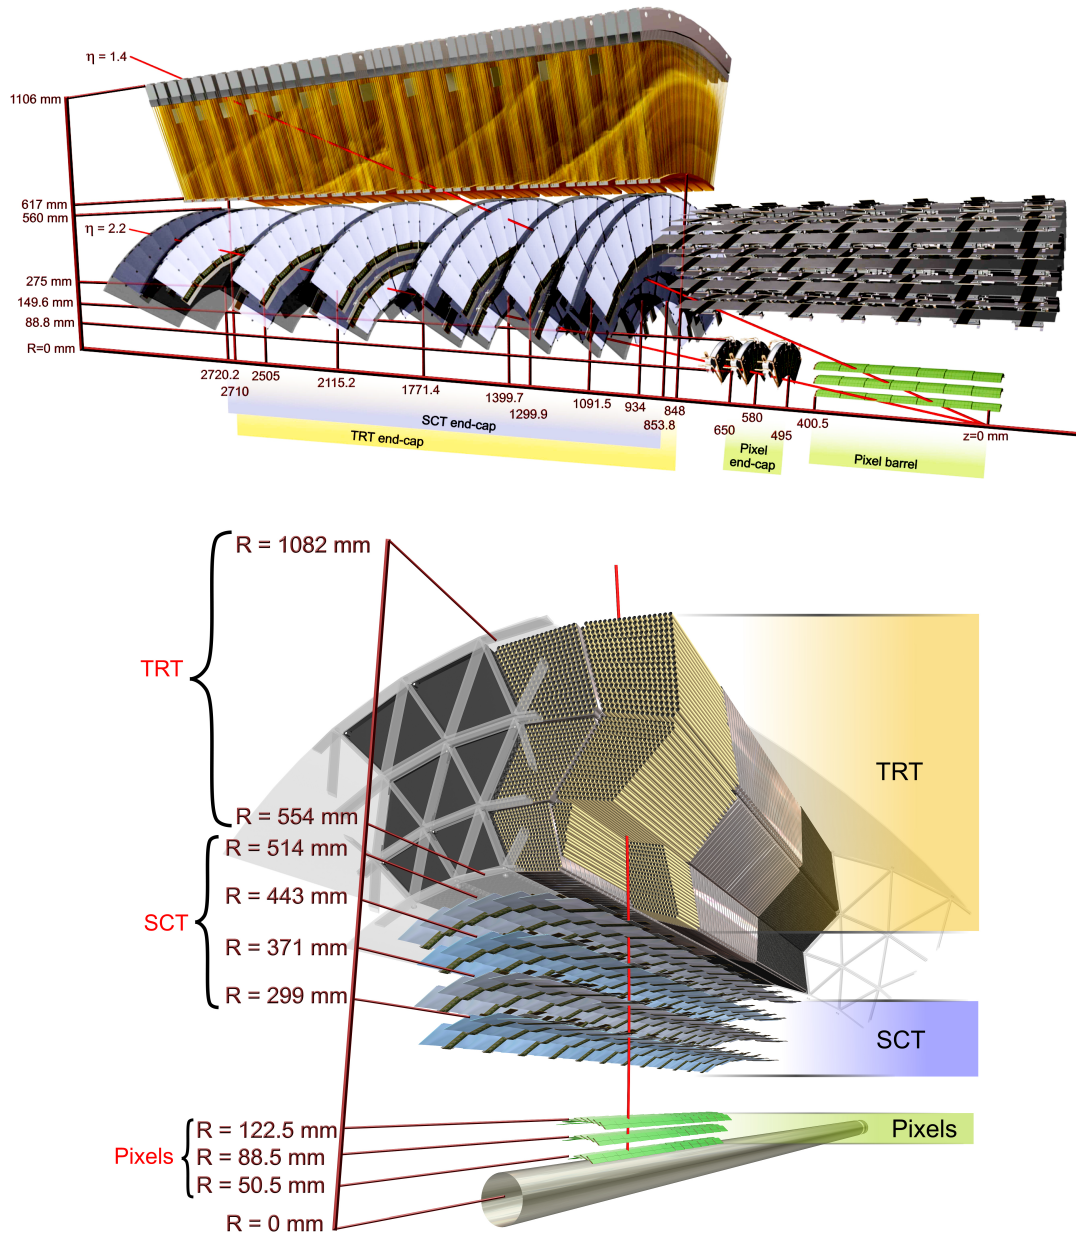 η = 1.4
1106 mm
617 mm
560 mm
η = 2.2
275 mm
149.6 mm
88.8 mm
R=0 mm
2720.2
2710
2505
2115.2
1771.4
1399.7
1299.9
1091.5
934
853.8
848
650
580
495
400.5
z=0 mm
SCT end-cap
TRT end-cap
Pixel
end-cap
Pixel barrel
R = 1082 mm
TRT
TRT
R = 554 mm
R = 514 mm
R = 443 mm
SCT
R = 371 mm
R = 299 mm
SCT
R = 122.5 mm
Pixels
Pixels
R = 88.5 mm
R = 50.5 mm
R = 0 mm